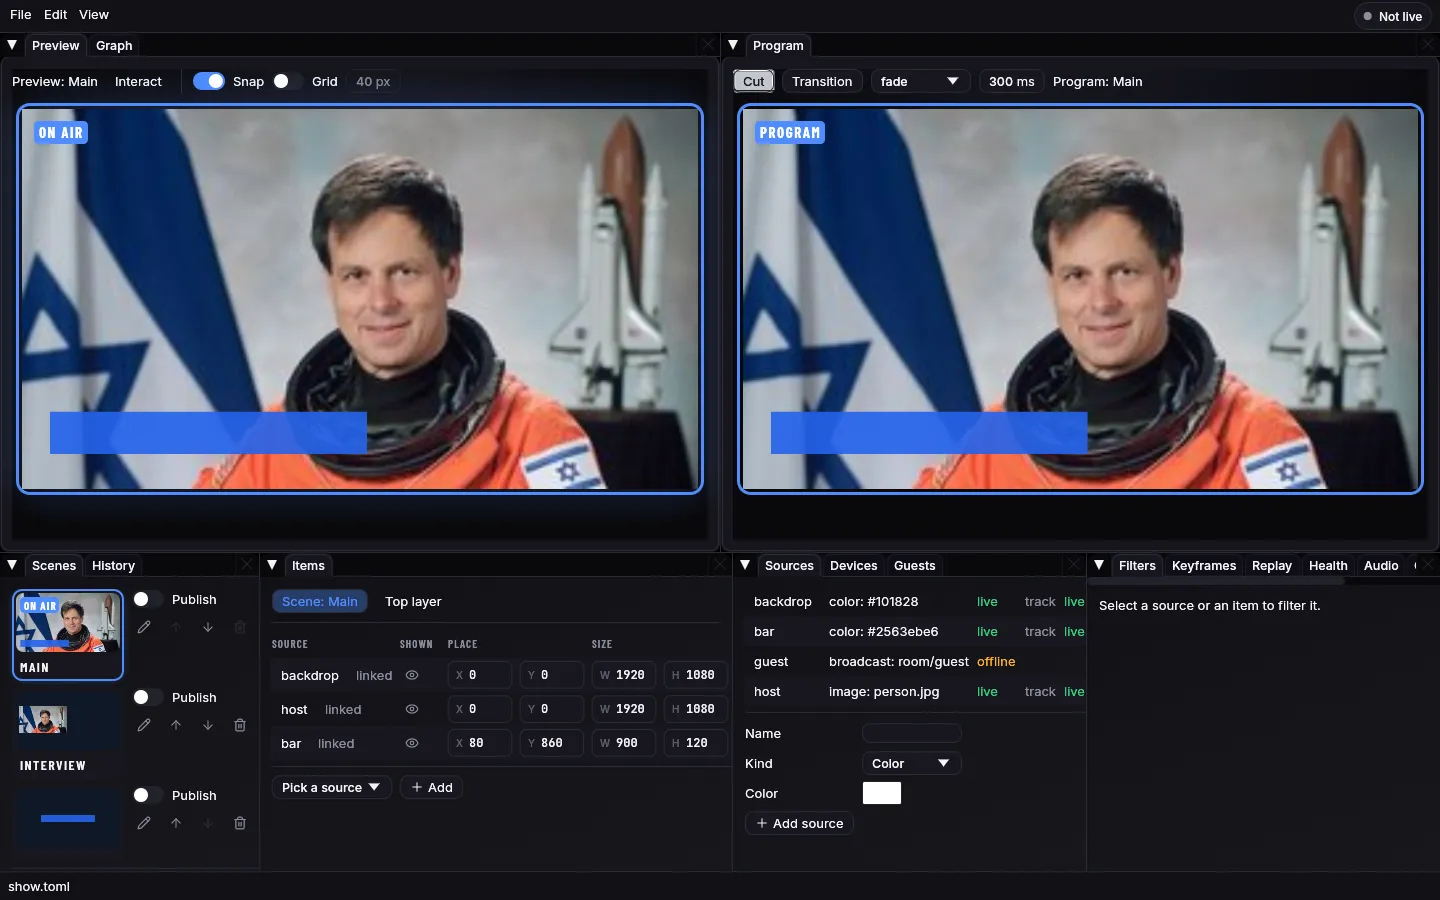 File Edit View
Not live
Preview Graph
Program
Preview: Main Interact Snap Grid 40 px
Cut Transition fade 300 ms Program: Main
ON AIR
PROGRAM
Scenes History
Items
Sources Devices Guests
Filters Keyframes Replay Health Audio
ON AIR
MAIN
Publish
INTERVIEW
Publish
Publish
Scene: Main Top layer
SOURCE SHOWN PLACE SIZE
backdrop linked X 0 Y 0 W 1920 H 1080
host linked X 0 Y 0 W 1920 H 1080
bar linked X 80 Y 860 W 900 H 120
Pick a source + Add
backdrop color: #101828 live track live
bar color: #2563ebe6 live track live
guest broadcast: room/guest offline
host image: person.jpg live track live
Name
Kind Color
Color
+ Add source
Select a source or an item to filter it.
show.toml